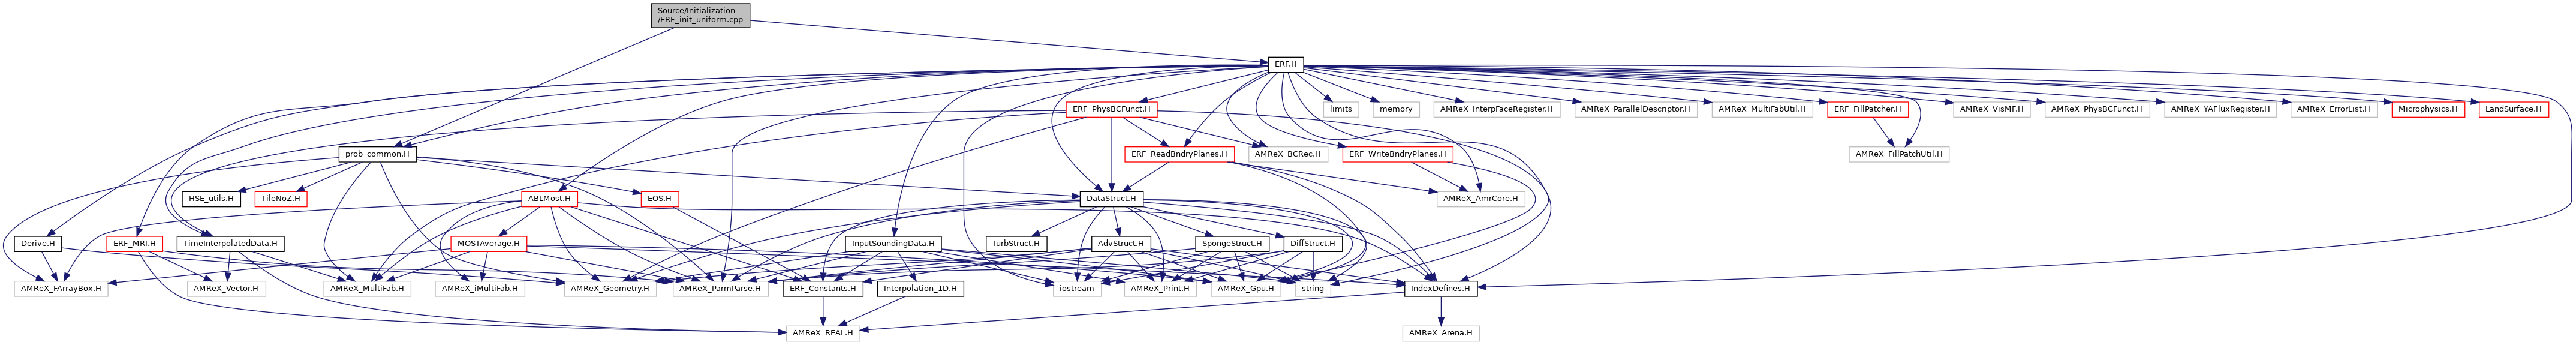 Source/Initialization
/ERF_init_uniform.cpp
ERF.H
ERF_PhysBCFunct.H
limits
memory
AMReX_InterpFaceRegister.H
AMReX_ParallelDescriptor.H
AMReX_MultiFabUtil.H
ERF_FillPatcher.H
AMReX_VisMF.H
AMReX_PhysBCFunct.H
AMReX_YAFluxRegister.H
AMReX_ErrorList.H
Microphysics.H
LandSurface.H
prob_common.H
ERF_ReadBndryPlanes.H
AMReX_BCRec.H
ERF_WriteBndryPlanes.H
AMReX_FillPatchUtil.H
HSE_utils.H
TileNoZ.H
ABLMost.H
EOS.H
DataStruct.H
AMReX_AmrCore.H
Derive.H
ERF_MRI.H
TimeInterpolatedData.H
MOSTAverage.H
InputSoundingData.H
TurbStruct.H
AdvStruct.H
SpongeStruct.H
DiffStruct.H
AMReX_FArrayBox.H
AMReX_Vector.H
AMReX_MultiFab.H
AMReX_iMultiFab.H
AMReX_Geometry.H
AMReX_ParmParse.H
ERF_Constants.H
Interpolation_1D.H
iostream
AMReX_Print.H
AMReX_Gpu.H
string
IndexDefines.H
AMReX_REAL.H
AMReX_Arena.H